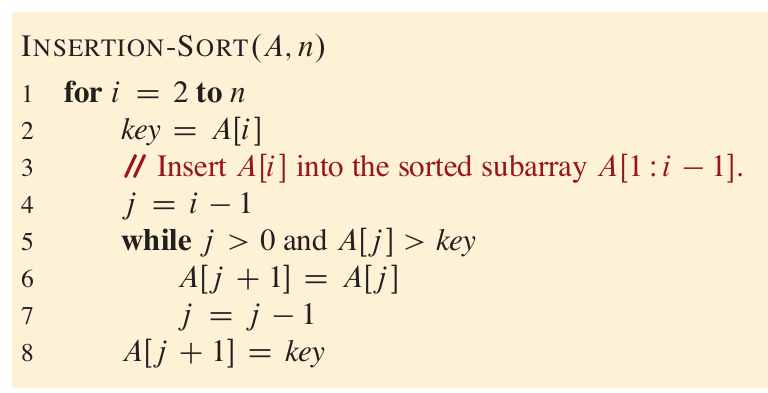 INSERTION-SORT(A, n)
1 for i = 2 to n
2 key = A[i]
3 // Insert A[i] into the sorted subarray A[1 : i − 1].
4 j = i − 1
5 while j > 0 and A[j] > key
6 A[j + 1] = A[j]
7 j = j − 1
8 A[j + 1] = key